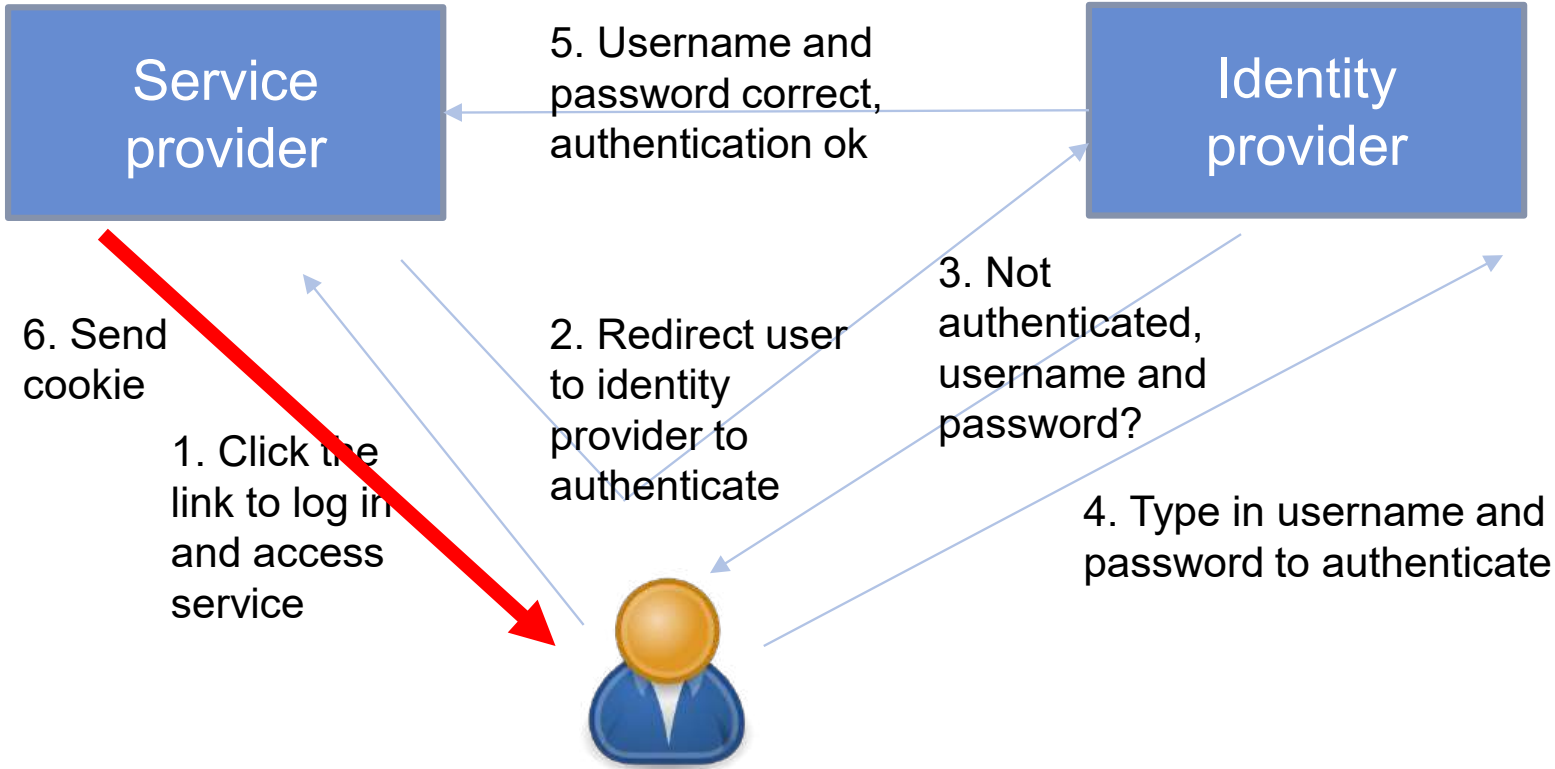 Service
provider
5. Username and
password correct,
authentication ok
Identity
provider
6. Send
cookie
1. Click the
link to log in
and access
service
2. Redirect user
to identity
provider to
authenticate
3. Not
authenticated,
username and
password?
4. Type in username and
password to authenticate